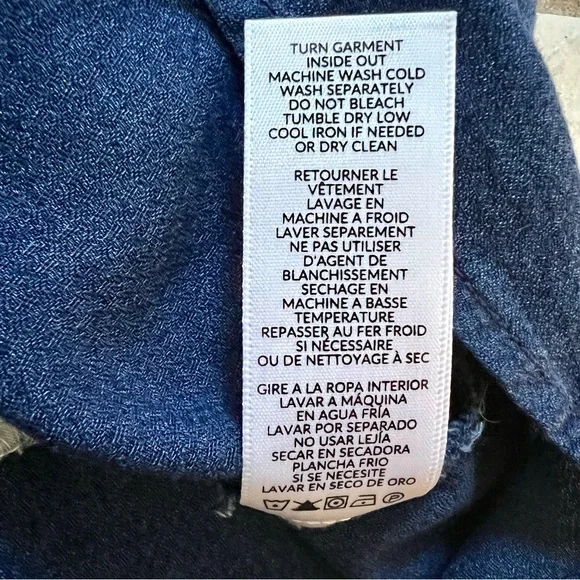 TURN GARMENT
INSIDE OUT
MACHINE WASH COLD
WASH SEPARATELY
DO NOT BLEACH
TUMBLE DRY LOW
COOL IRON IF NEEDED
OR DRY CLEAN
RETOURNER LE
VÊTEMENT
LAVAGE EN
MACHINE A FROID
LAVER SEPAREMENT
NE PAS UTILISER
D'AGENT DE
BLANCHISSEMENT
SECHAGE EN
MACHINE A BASSE
TEMPERATURE
REPASSER AU FER FROID
SI NÉCESSAIRE
OU DE NETTOYAGE À SEC
GIRE A LA ROPA INTERIOR
LAVAR A MÁQUINA
EN AGUA FRÍA
LAVAR POR SEPARADO
NO USAR LEJÍA
SECAR EN SECADORA
PLANCHA FRIO
SI SE NECESITE
LAVAR EN SECO DE ORO